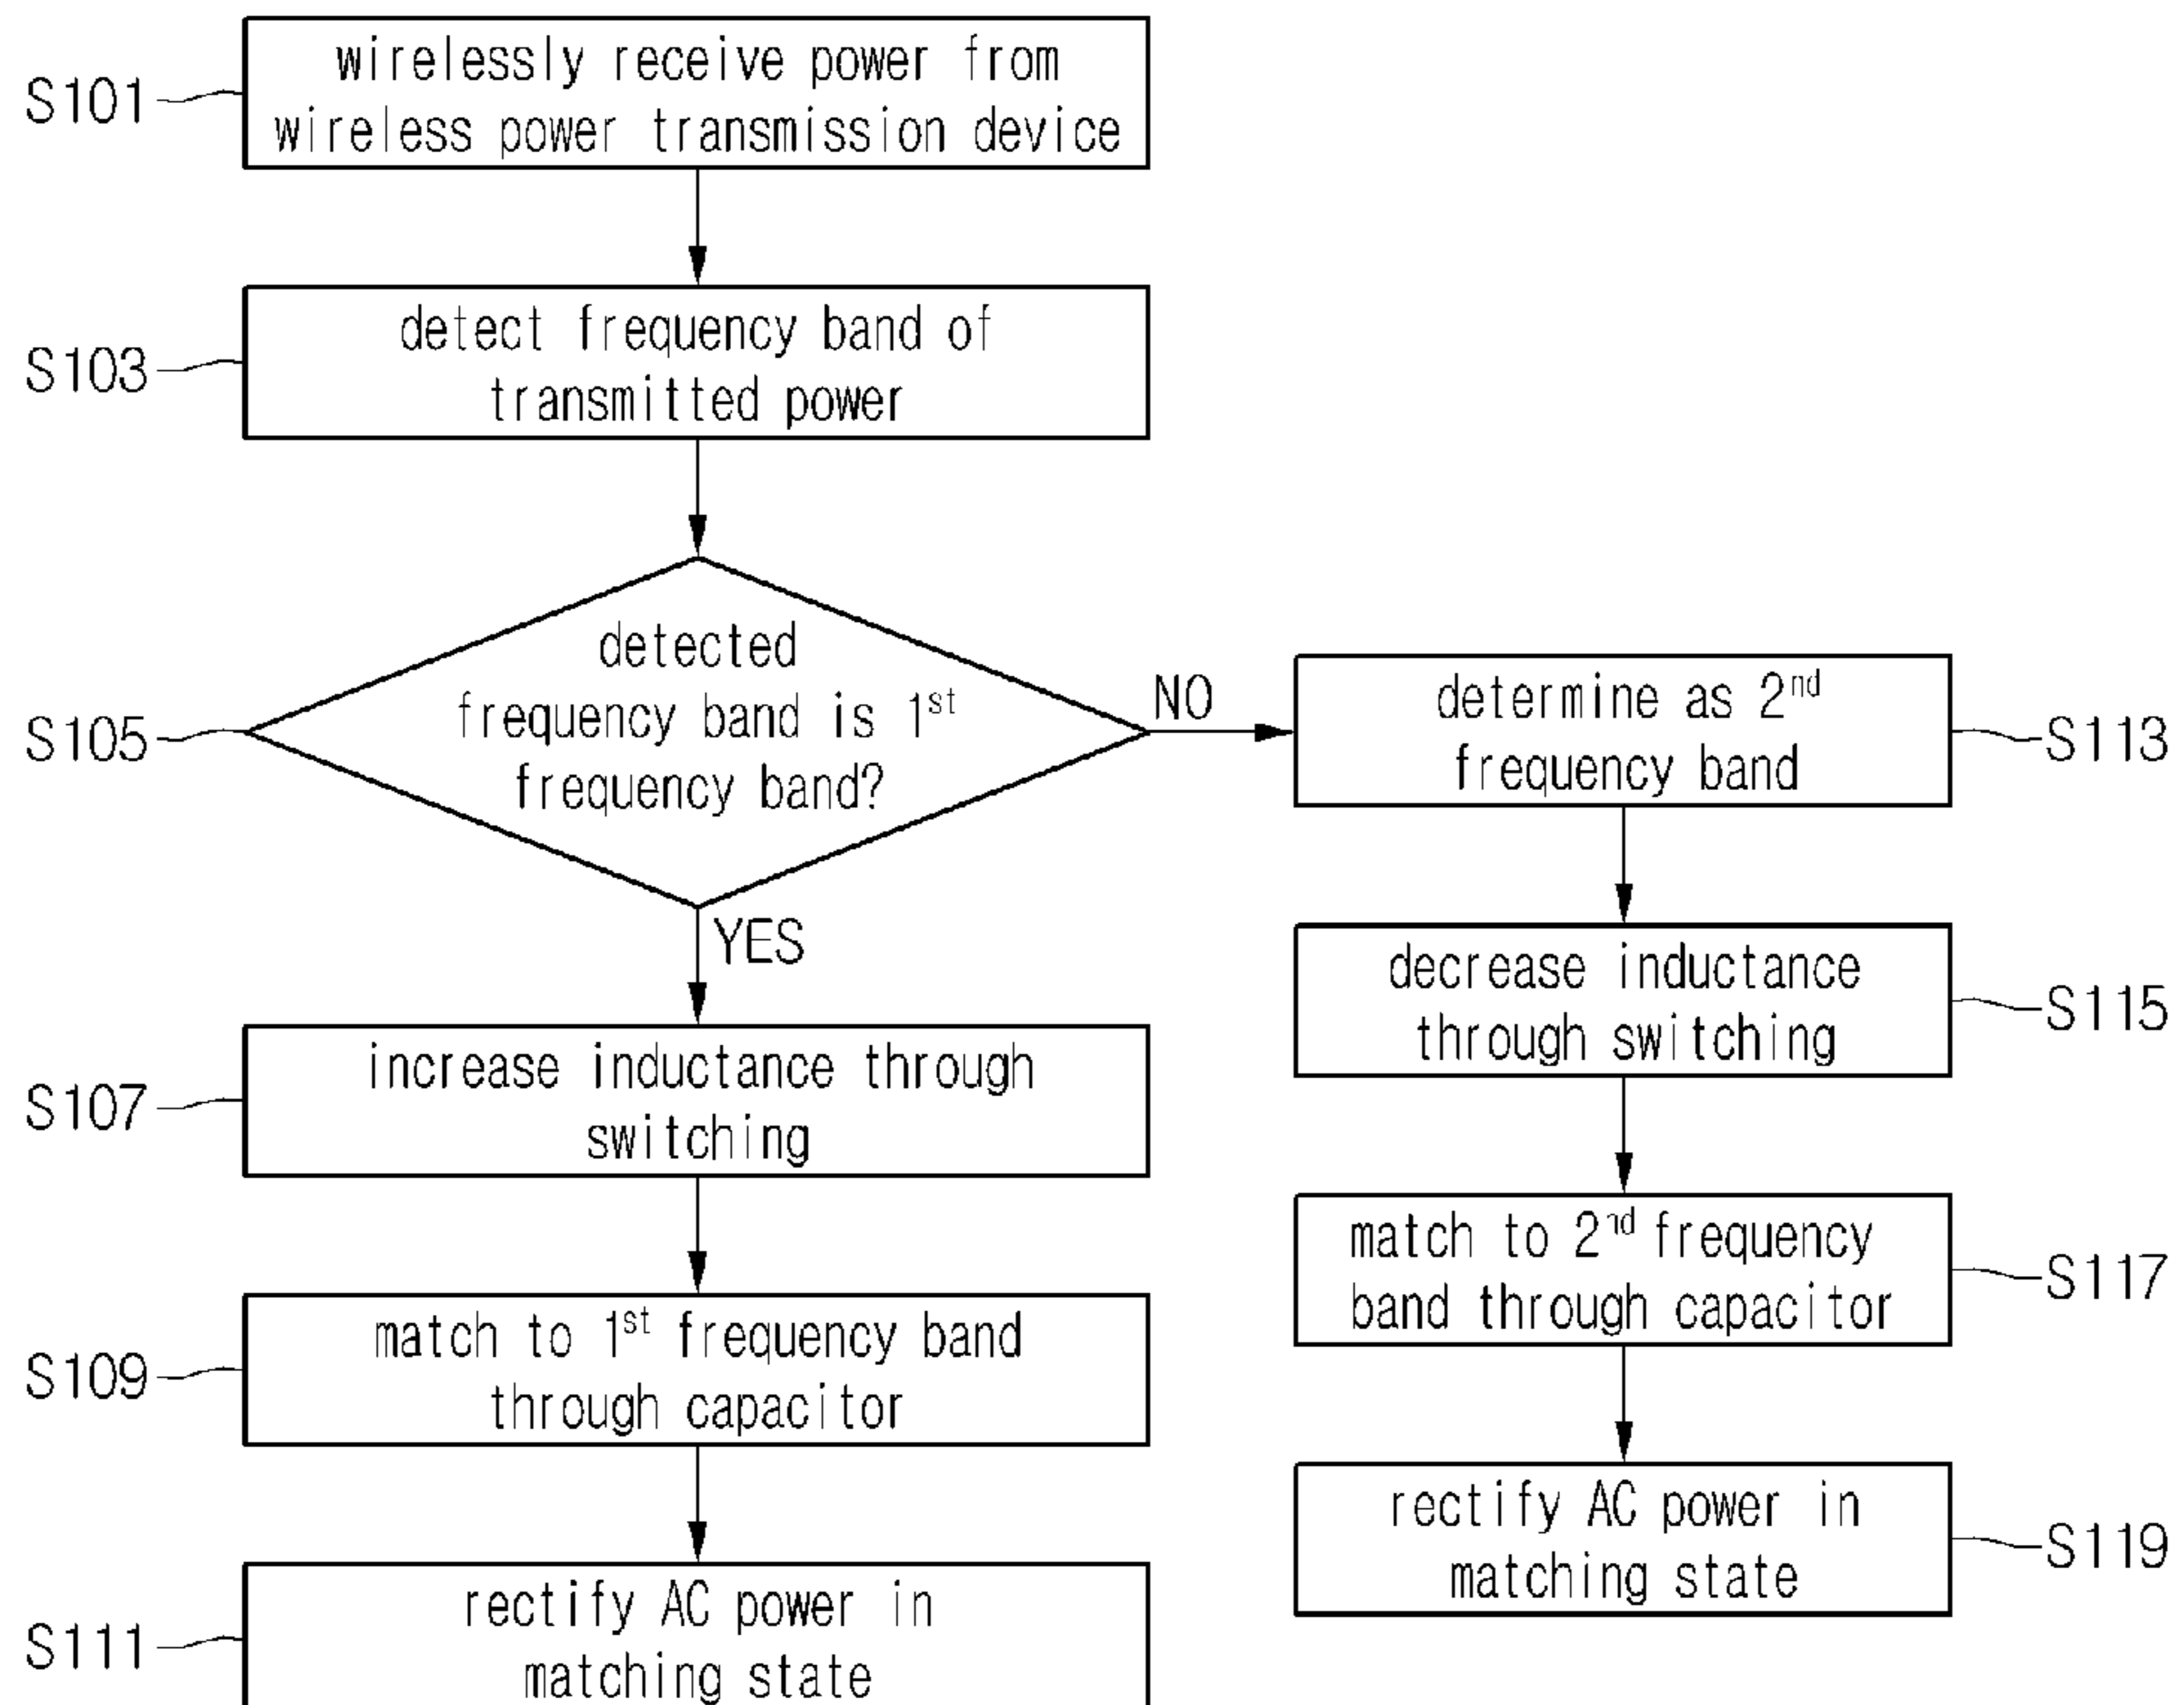 S101
wirelessly receive power from
wireless power transmission device
S103
detect frequency band of
transmitted power
S105
detected
frequency band is 1st
frequency band?
NO
YES
S107
increase inductance through
switching
S109
match to 1st frequency band
through capacitor
S111
rectify AC power in
matching state
determine as 2nd
frequency band
S113
decrease inductance
through switching
S115
match to 2nd frequency
band through capacitor
S117
rectify AC power in
matching state
S119